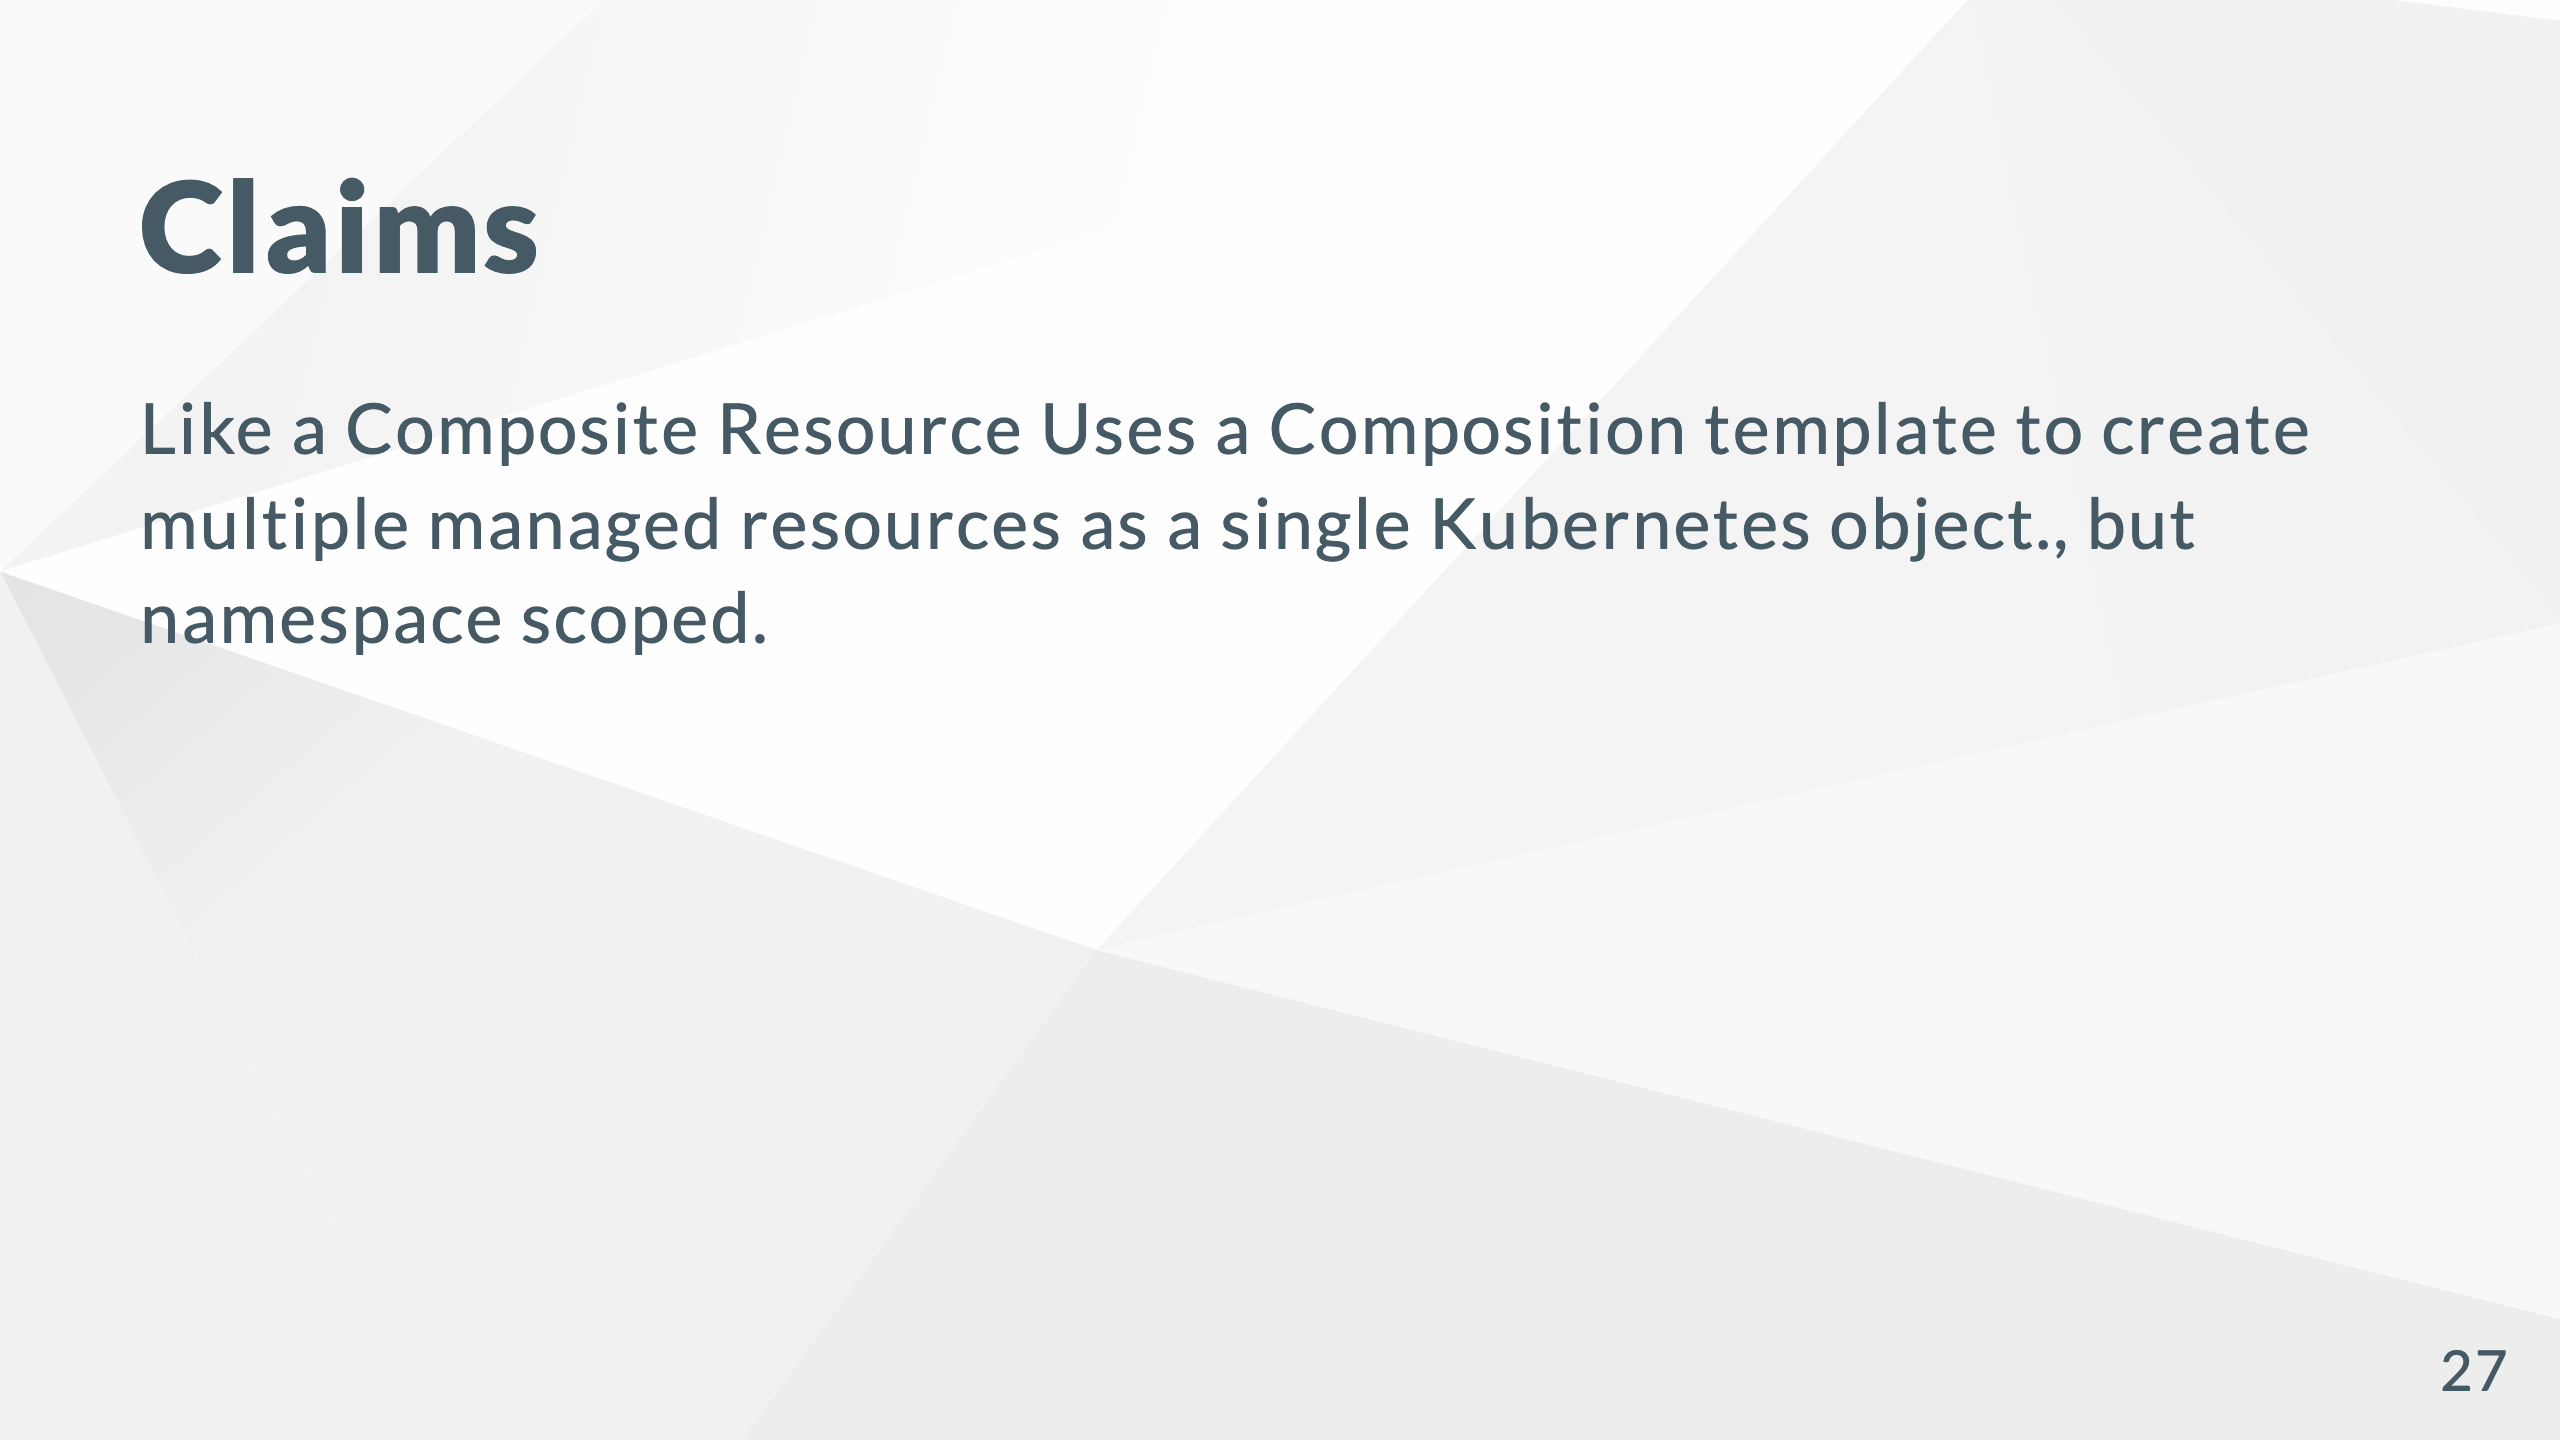 Claims
Like a Composite Resource Uses a Composition template to create
multiple managed resources as a single Kubernetes object., but
namespace scoped.
27